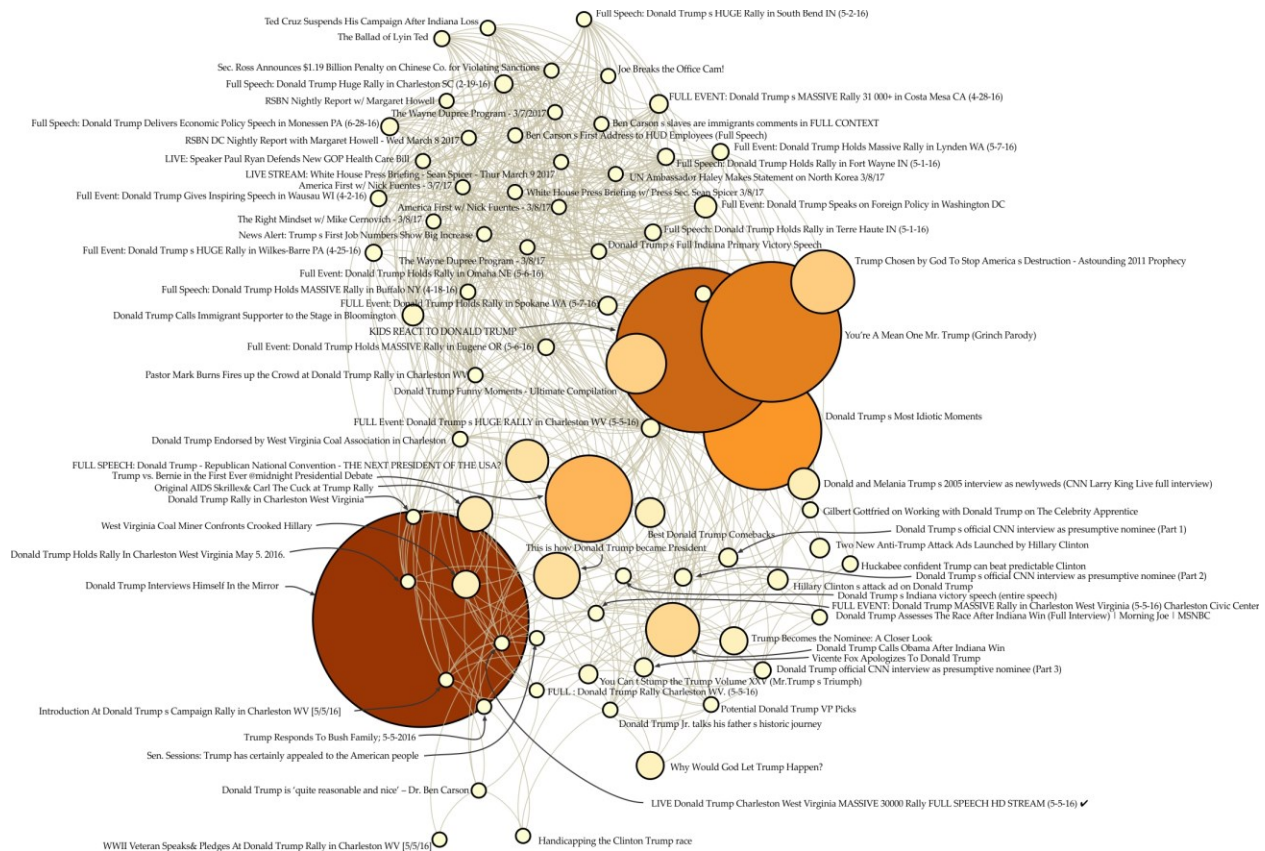 Full Speech: Donald Trump s HUGE Rally in South Bend IN (5-2-16)
Ted Cruz Suspends His Campaign After Indiana Loss
The Ballad of Lyin Ted
Sec. Ross Announces $1.19 Billion Penalty on Chinese Co. for Violating Sanctions
Joe Breaks the Office Cam!
Full Speech: Donald Trump Huge Rally in Charleston SC (2-19-16)
RSBN Nightly Report w/ Margaret Howell
FULL EVENT: Donald Trump s MASSIVE Rally 31 000+ in Costa Mesa CA (4-28-16)
The Wayne Dupree Program - 3/7/2017
Full Speech: Donald Trump Delivers Economic Policy Speech in Monessen PA (6-28-16)
Ben Carson s slaves are immigrants comments in FULL CONTEXT
Ben Carson s First Address to HUD Employees (Full Speech)
RSBN DC Nightly Report with Margaret Howell - Wed March 8 2017
Full Event: Donald Trump Holds Massive Rally in Lynden WA (5-7-16)
LIVE: Speaker Paul Ryan Defends New GOP Health Care Bill
Full Speech: Donald Trump Holds Rally in Fort Wayne IN (5-1-16)
LIVE STREAM: White House Press Briefing - Sean Spicer - Thur March 9 2017
UN Ambassador Haley Makes Statement on North Korea 3/8/17
America First w/ Nick Fuentes - 3/7/17
White House Press Briefing w/ Press Sec. Sean Spicer 3/8/17
Full Event: Donald Trump Gives Inspiring Speech in Wausau WI (4-2-16)
America First w/ Nick Fuentes - 3/8/17
Full Event: Donald Trump Speaks on Foreign Policy in Washington DC
The Right Mindset w/ Mike Cernovich - 3/8/17
Full Speech: Donald Trump Holds Rally in Terre Haute IN (5-1-16)
News Alert: Trump s First Job Numbers Show Big Increase
Donald Trump s Full Indiana Primary Victory Speech
Full Event: Donald Trump s HUGE Rally in Wilkes-Barre PA (4-25-16)
The Wayne Dupree Program - 3/8/17
Trump Chosen by God To Stop America s Destruction - Astounding 2011 Prophecy
Full Event: Donald Trump Holds Rally in Omaha NE (5-6-16)
Full Speech: Donald Trump Holds MASSIVE Rally in Buffalo NY (4-18-16)
FULL Event: Donald Trump Holds Rally in Spokane WA (5-7-16)
Donald Trump Calls Immigrant Supporter to the Stage in Bloomington
KIDS REACT TO DONALD TRUMP
You're A Mean One Mr. Trump (Grinch Parody)
Full Event: Donald Trump Holds MASSIVE Rally in Eugene OR (5-6-16)
Pastor Mark Burns Fires up the Crowd at Donald Trump Rally in Charleston WV
Donald Trump Funny Moments - Ultimate Compilation
Donald Trump s Most Idiotic Moments
FULL Event: Donald Trump s HUGE RALLY in Charleston WV (5-5-16)
Donald Trump Endorsed by West Virginia Coal Association in Charleston
FULL SPEECH: Donald Trump - Republican National Convention - THE NEXT PRESIDENT OF THE USA?
Trump vs. Bernie in the First Ever @midnight Presidential Debate
Original AIDS Skrillex& Carl The Cuck at Trump Rally
Donald and Melania Trump s 2005 interview as newlyweds (CNN Larry King Live full interview)
Donald Trump Rally in Charleston West Virginia
Gilbert Gottfried on Working with Donald Trump on The Celebrity Apprentice
West Virginia Coal Miner Confronts Crooked Hillary
Donald Trump s official CNN interview as presumptive nominee (Part 1)
Best Donald Trump Comebacks
This is how Donald Trump became President
Two New Anti-Trump Attack Ads Launched by Hillary Clinton
Donald Trump Holds Rally In Charleston West Virginia May 5. 2016.
Huckabee confident Trump can beat predictable Clinton
Donald Trump s official CNN interview as presumptive nominee (Part 2)
Donald Trump Interviews Himself In the Mirror
Hillary Clinton s attack ad on Donald Trump
Donald Trump s Indiana victory speech (entire speech)
FULL EVENT: Donald Trump MASSIVE Rally in Charleston West Virginia (5-5-16) Charleston Civic Center
Donald Trump Assesses The Race After Indiana Win (Full Interview) | Morning Joe | MSNBC
Trump Becomes the Nominee: A Closer Look
Donald Trump Calls Obama After Indiana Win
Vicente Fox Apologizes To Donald Trump
Donald Trump official CNN interview as presumptive nominee (Part 3)
You Can't Stump the Trump Volume XXV (Mr.Trump s Triumph)
FULL : Donald Trump Rally Charleston WV. (5-5-16)
Introduction At Donald Trump s Campaign Rally in Charleston WV [5/5/16]
Potential Donald Trump VP Picks
Donald Trump Jr. talks his father s historic journey
Trump Responds To Bush Family; 5-5-2016
Sen. Sessions: Trump has certainly appealed to the American people
Why Would God Let Trump Happen?
Donald Trump is ‘quite reasonable and nice’ – Dr. Ben Carson
LIVE Donald Trump Charleston West Virginia MASSIVE 30000 Rally FULL SPEECH HD STREAM (5-5-16) ✔
WWII Veteran Speaks& Pledges At Donald Trump Rally in Charleston WV [5/5/16]
Handicapping the Clinton Trump race